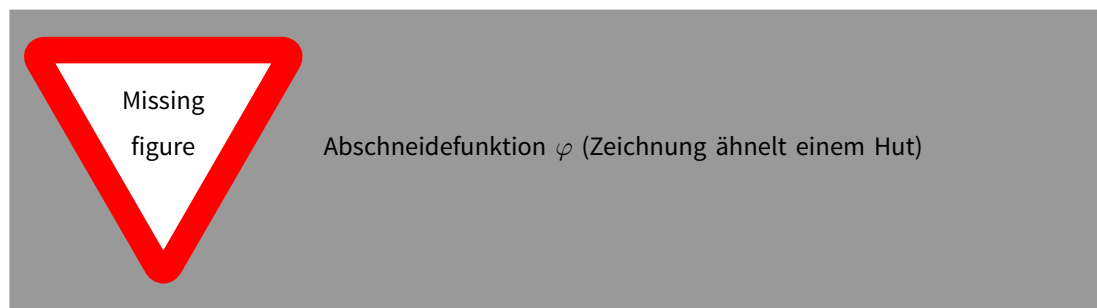 Missing
figure
Abschneidefunktion φ (Zeichnung ähnelt einem Hut)